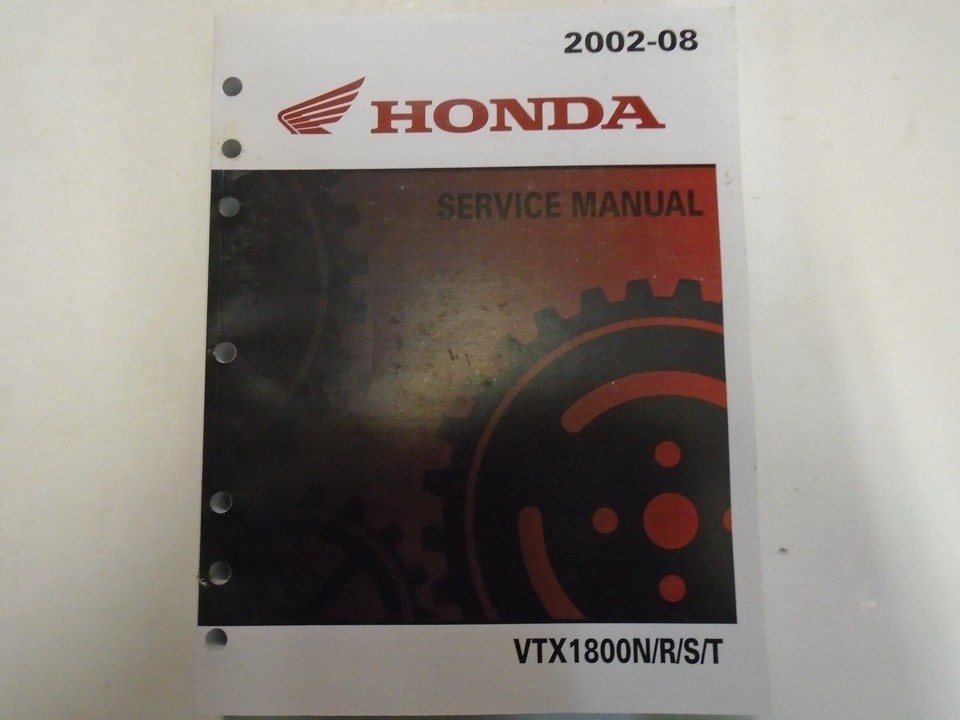 2002-08
HONDA
SERVICE MANUAL
VTX1800N/R/S/T